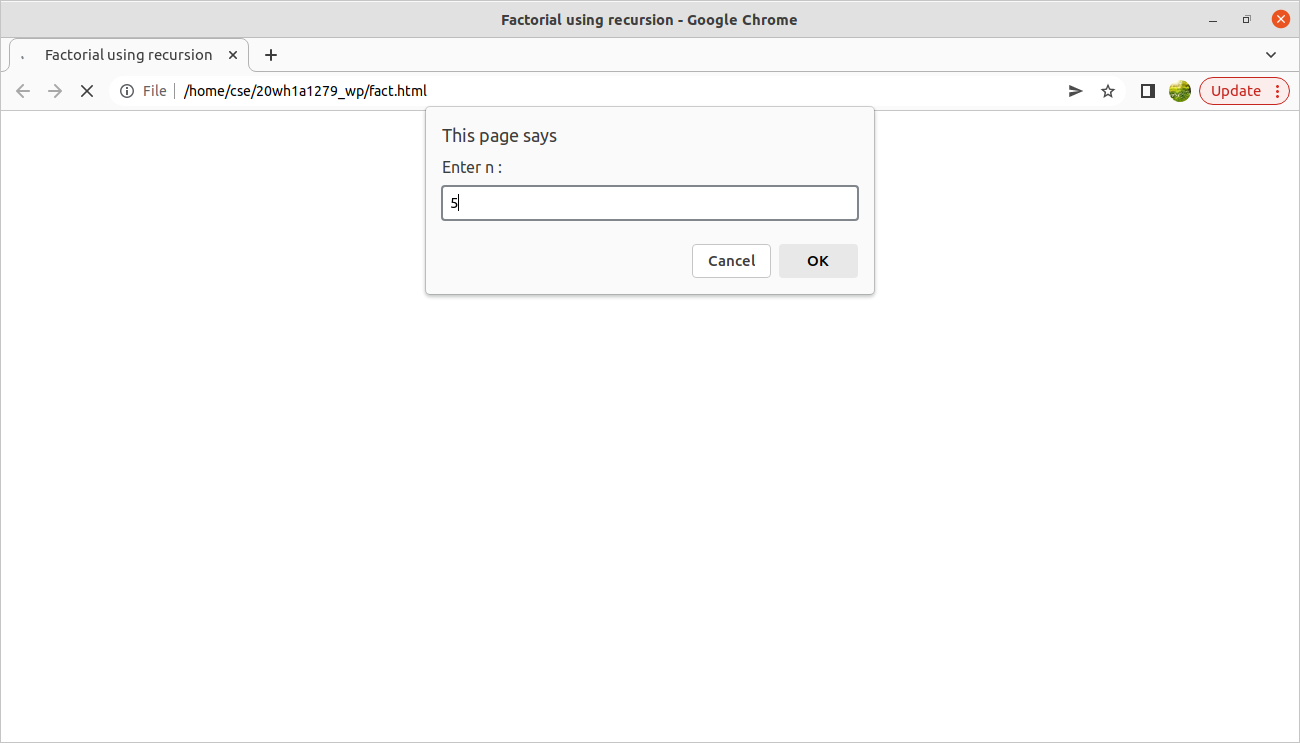 Factorial using recursion - Google Chrome
Factorial using recursion
File /home/cse/20wh1a1279_wp/fact.html
Update
This page says
Enter n :
5
Cancel OK